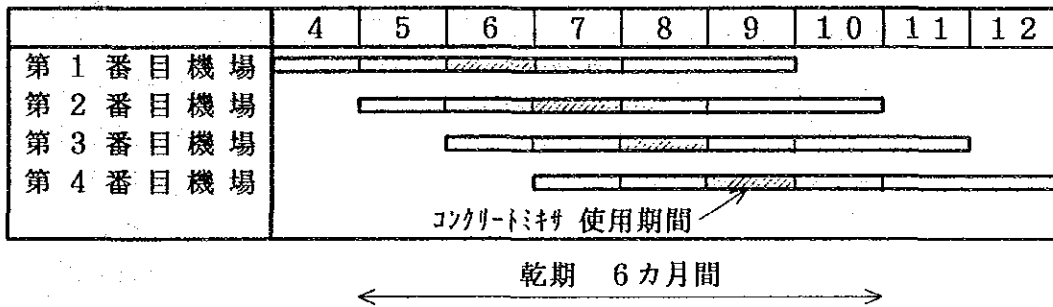 4 5 6 7 8 9 10 11 12
第1番目機場
第2番目機場
第3番目機場
第4番目機場
コンクリートミキサ 使用期間
乾期 6カ月間